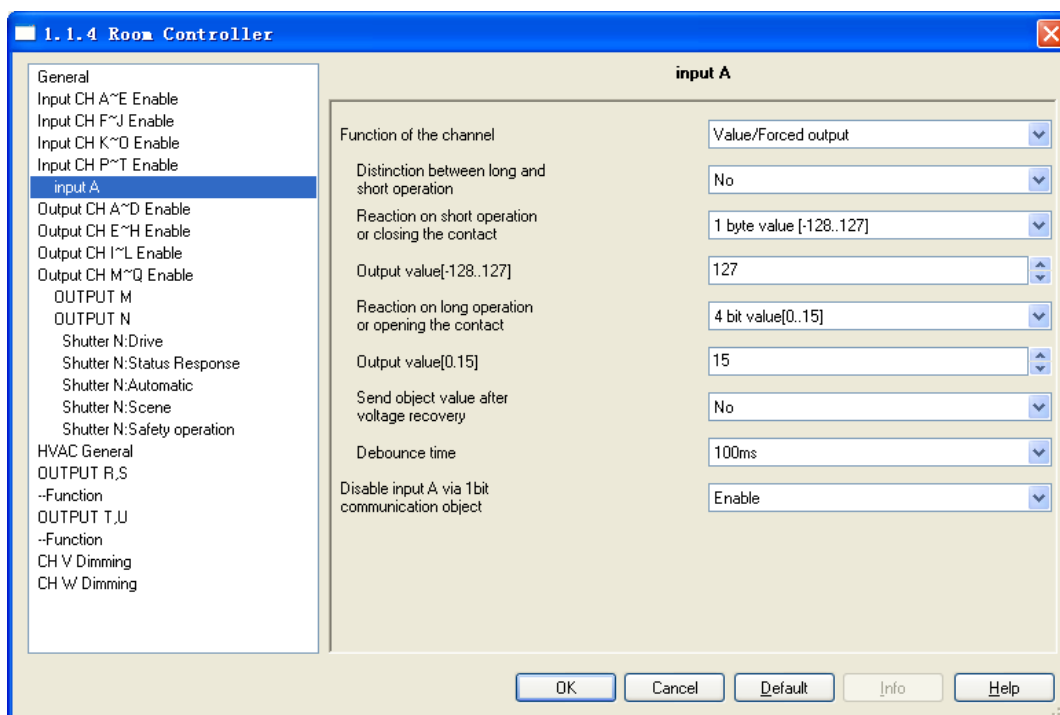 1.1.4 Room Controller
General
Input CH A~E Enable
Input CH F~J Enable
Input CH K~O Enable
Input CH P~T Enable
input A
Output CH A~D Enable
Output CH E~H Enable
Output CH I~L Enable
Output CH M~Q Enable
OUTPUT M
OUTPUT N
Shutter N:Drive
Shutter N:Status Response
Shutter N:Automatic
Shutter N:Scene
Shutter N:Safety operation
HVAC General
OUTPUT R,S
--Function
OUTPUT T,U
--Function
CH V Dimming
CH W Dimming
input A
Function of the channel
Value/Forced output
Distinction between long and
short operation
No
Reaction on short operation
or closing the contact
1 byte value [-128..127]
Output value[-128..127]
127
Reaction on long operation
or opening the contact
4 bit value[0..15]
Output value[0.15]
15
Send object value after
voltage recovery
No
Debounce time
100ms
Disable input A via 1bit
communication object
Enable
OK
Cancel
Default
Info
Help